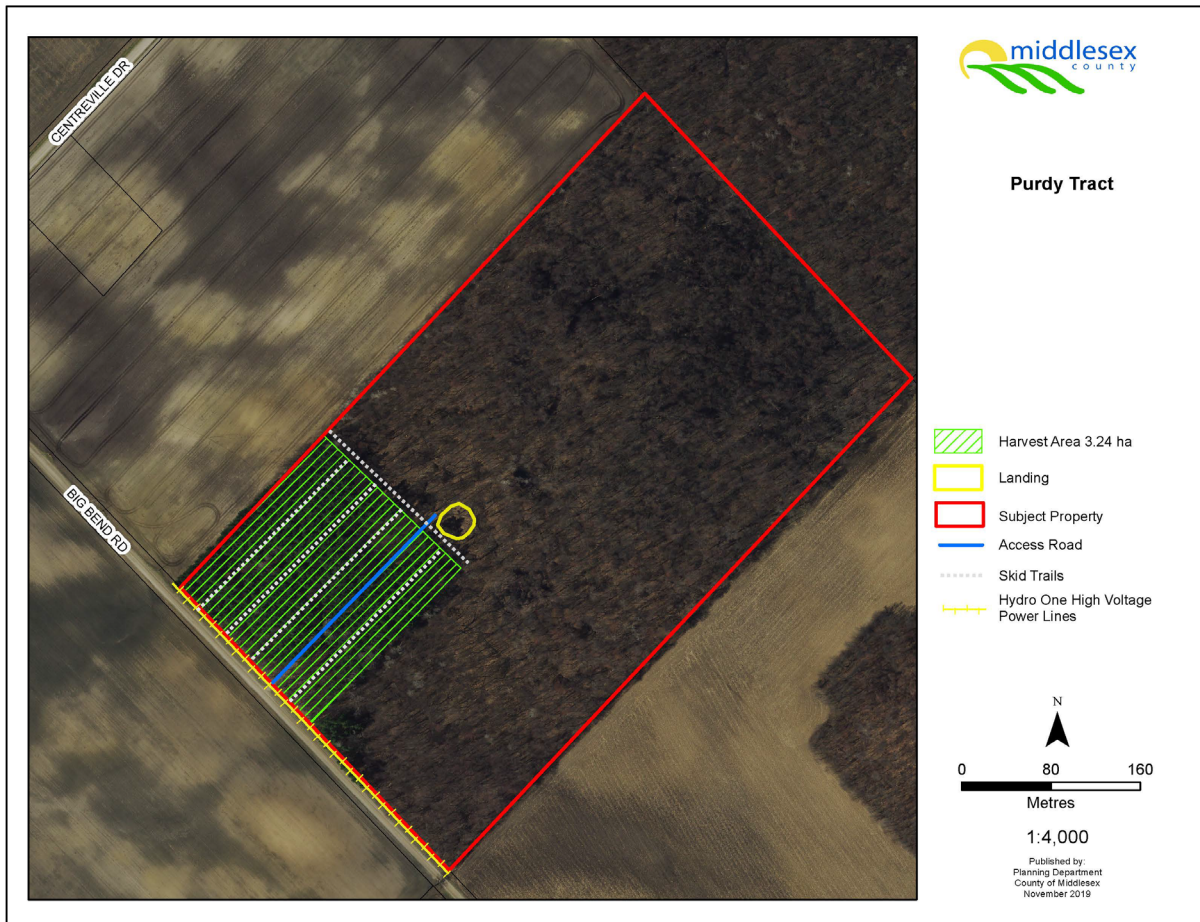 middlesex
county
Purdy Tract
CENTREVILLE DR
BIG BEND RD
Harvest Area 3.24 ha
Landing
Subject Property
Access Road
Skid Trails
Hydro One High Voltage
Power Lines
N
0 80 160
Metres
1:4,000
Published by:
Planning Department
County of Middlesex
November 2019